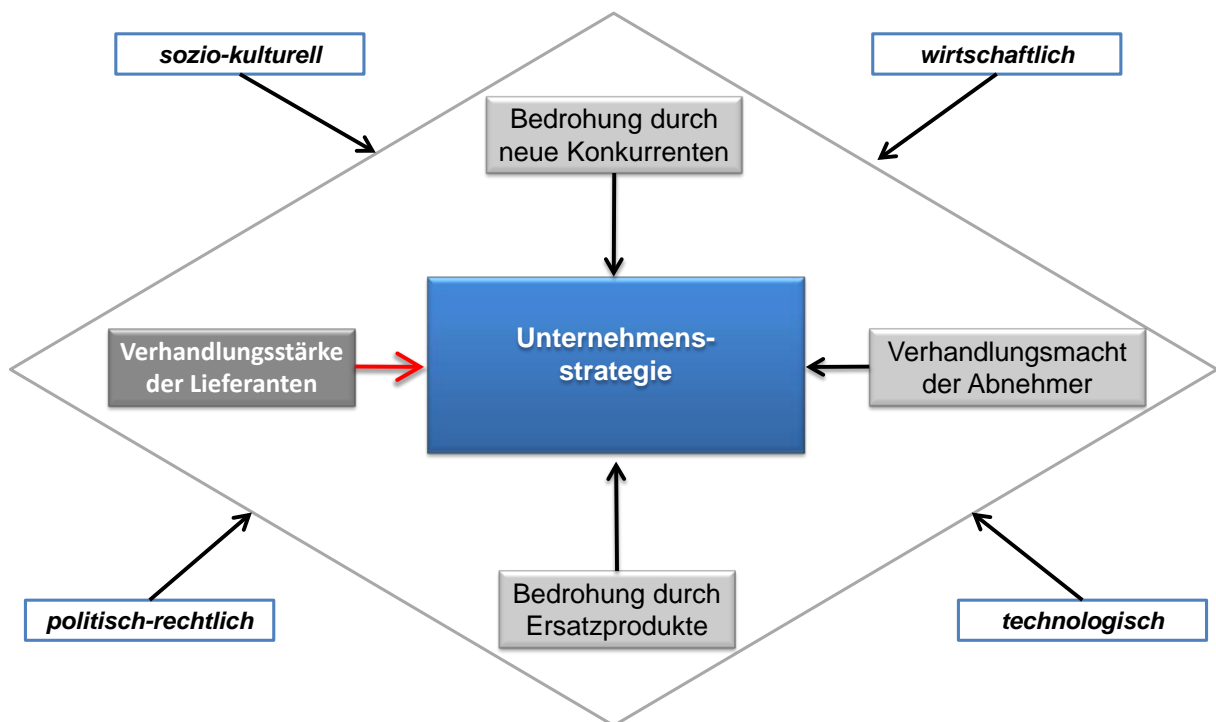 sozio-kulturell
wirtschaftlich
Bedrohung durch
neue Konkurrenten
Verhandlungsstärke
der Lieferanten
Unternehmens-
strategie
Verhandlungsmacht
der Abnehmer
Bedrohung durch
Ersatzprodukte
politisch-rechtlich
technologisch